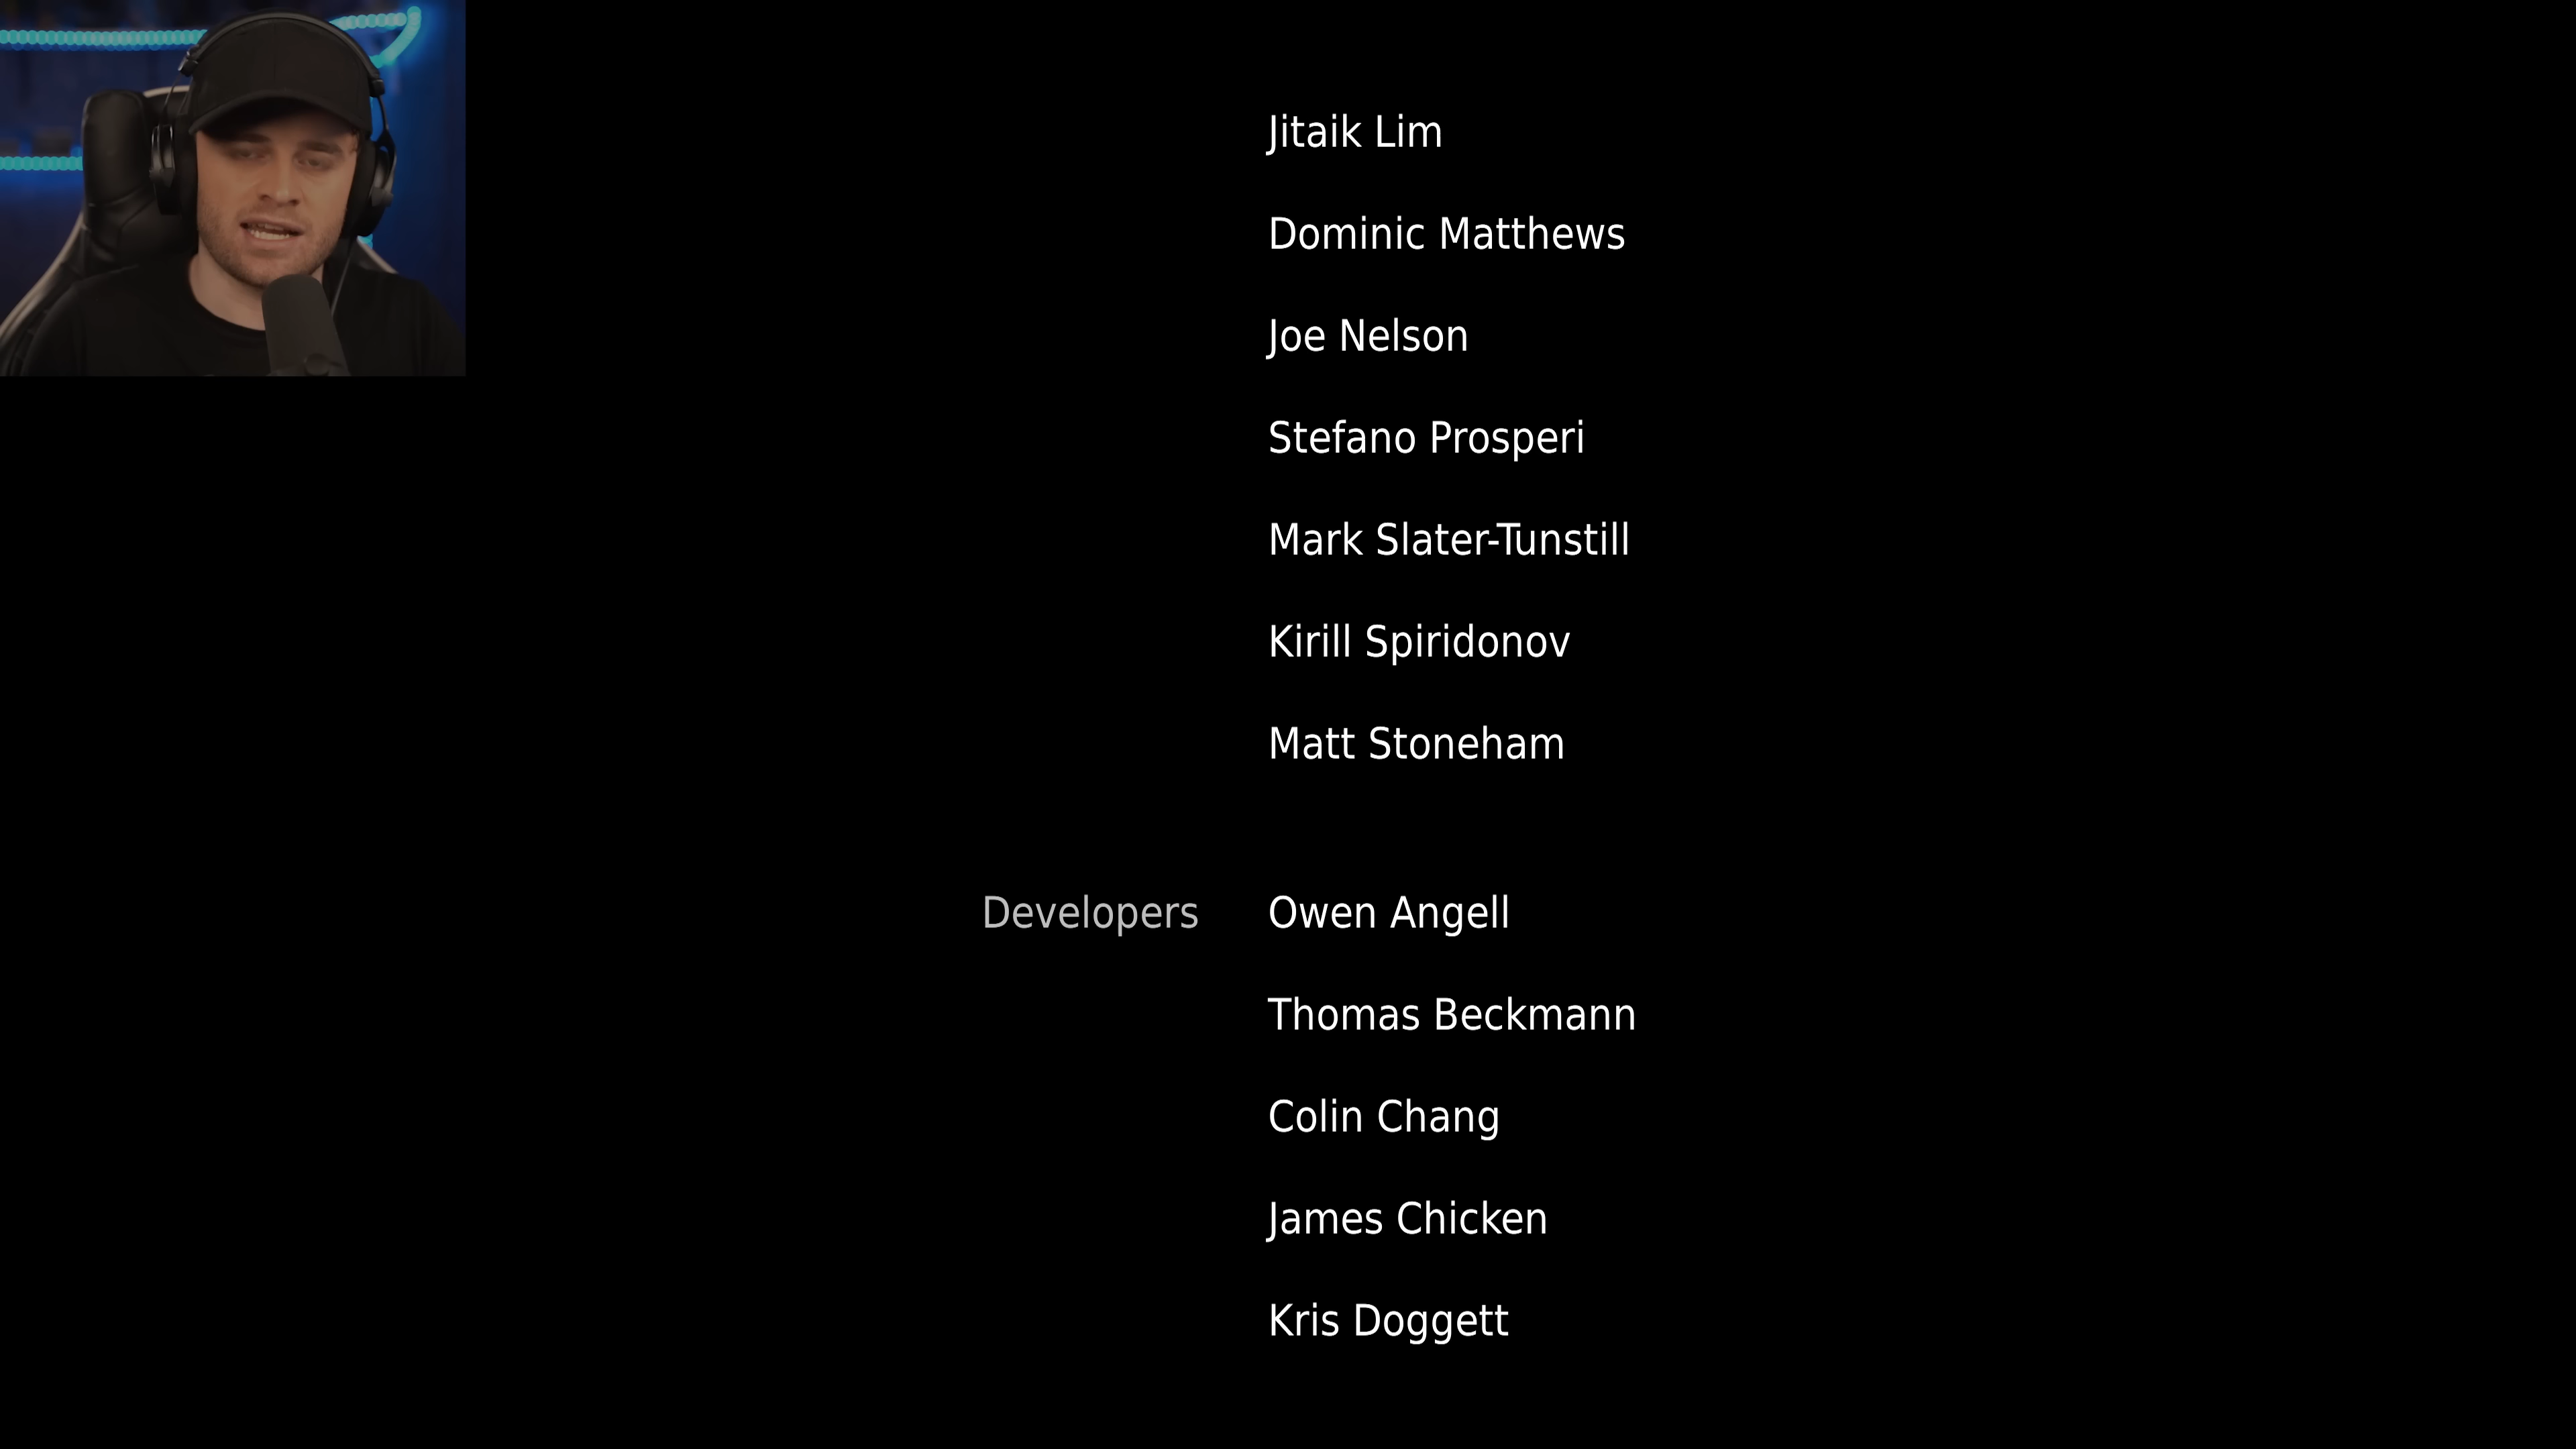 Jitaik Lim
Dominic Matthews
Joe Nelson
Stefano Prosperi
Mark Slater-Tunstill
Kirill Spiridonov
Matt Stoneham
Developers Owen Angell
Thomas Beckmann
Colin Chang
James Chicken
Kris Doggett